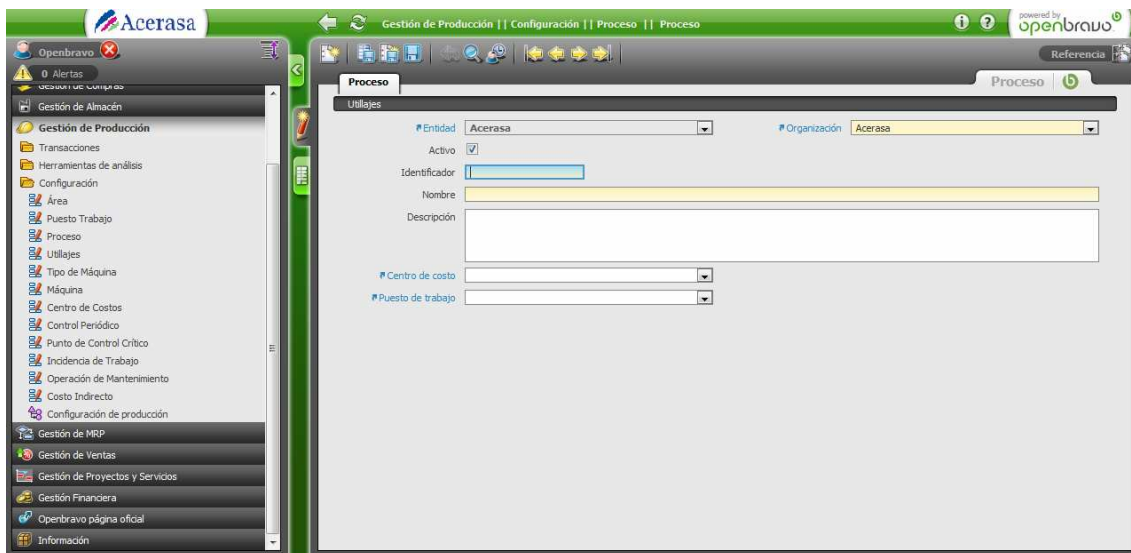 Acerasa
Gestión de Producción || Configuración || Proceso || Proceso
powered by
openbravo
Openbravo
0 Alertas
Referencia
Gestión de Compras
Gestión de Almacén
Gestión de Producción
Transacciones
Herramientas de análisis
Configuración
Área
Puesto Trabajo
Proceso
Utillajes
Tipo de Máquina
Máquina
Centro de Costos
Control Periódico
Punto de Control Crítico
Incidencia de Trabajo
Operación de Mantenimiento
Costo Indirecto
Configuración de producción
Gestión de MRP
Gestión de Ventas
Gestión de Proyectos y Servicios
Gestión Financiera
Openbravo página oficial
Información
Proceso
Proceso
Utillajes
Entidad Acerasa
Organización Acerasa
Activo
Identificador
Nombre
Descripción
Centro de costo
Puesto de trabajo